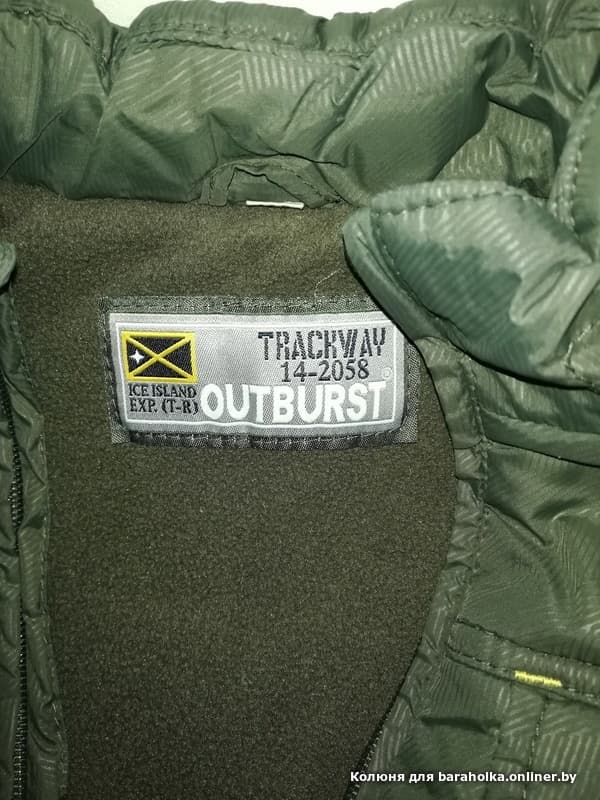 TRACKWAY
14-2058
ICE ISLAND
EXP. (T-R)
OUTBURST®
Колюня для baraholka.onliner.by